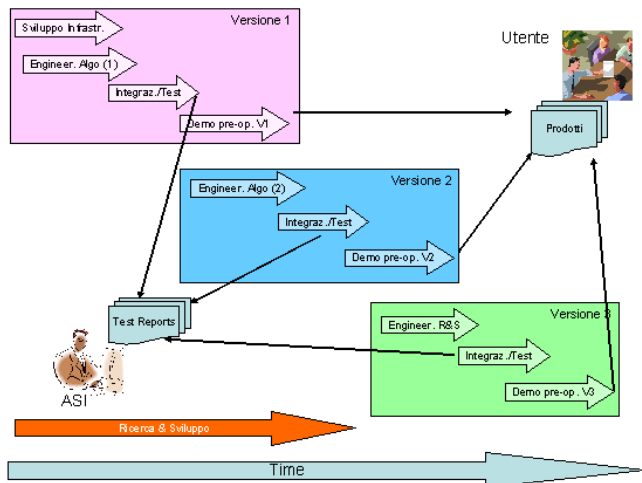 Versione 1
Sviluppo Infrastr.
Engineer. Algo (1)
Integraz./Test
Demo pre-op. V1
Utente
Prodotti
Versione 2
Engineer. Algo (2)
Integraz./Test
Demo pre-op. V2
Test Reports
ASI
Versione 3
Engineer. R&S
Integraz./Test
Demo pre-op. V3
Ricerca & Sviluppo
Time